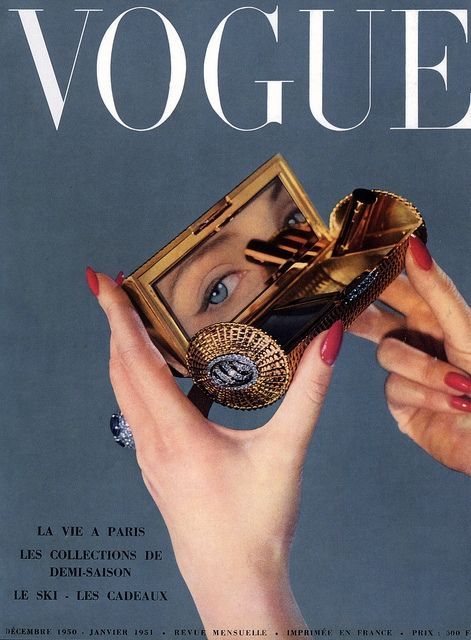 VOGUE
LA VIE A PARIS
LES COLLECTIONS DE
DEMI-SAISON
LE SKI - LES CADEAUX
DÉCEMBRE 1950 - JANVIER 1951 • REVUE MENSUELLE • IMPRIMÉE EN FRANCE • PRIX : 500